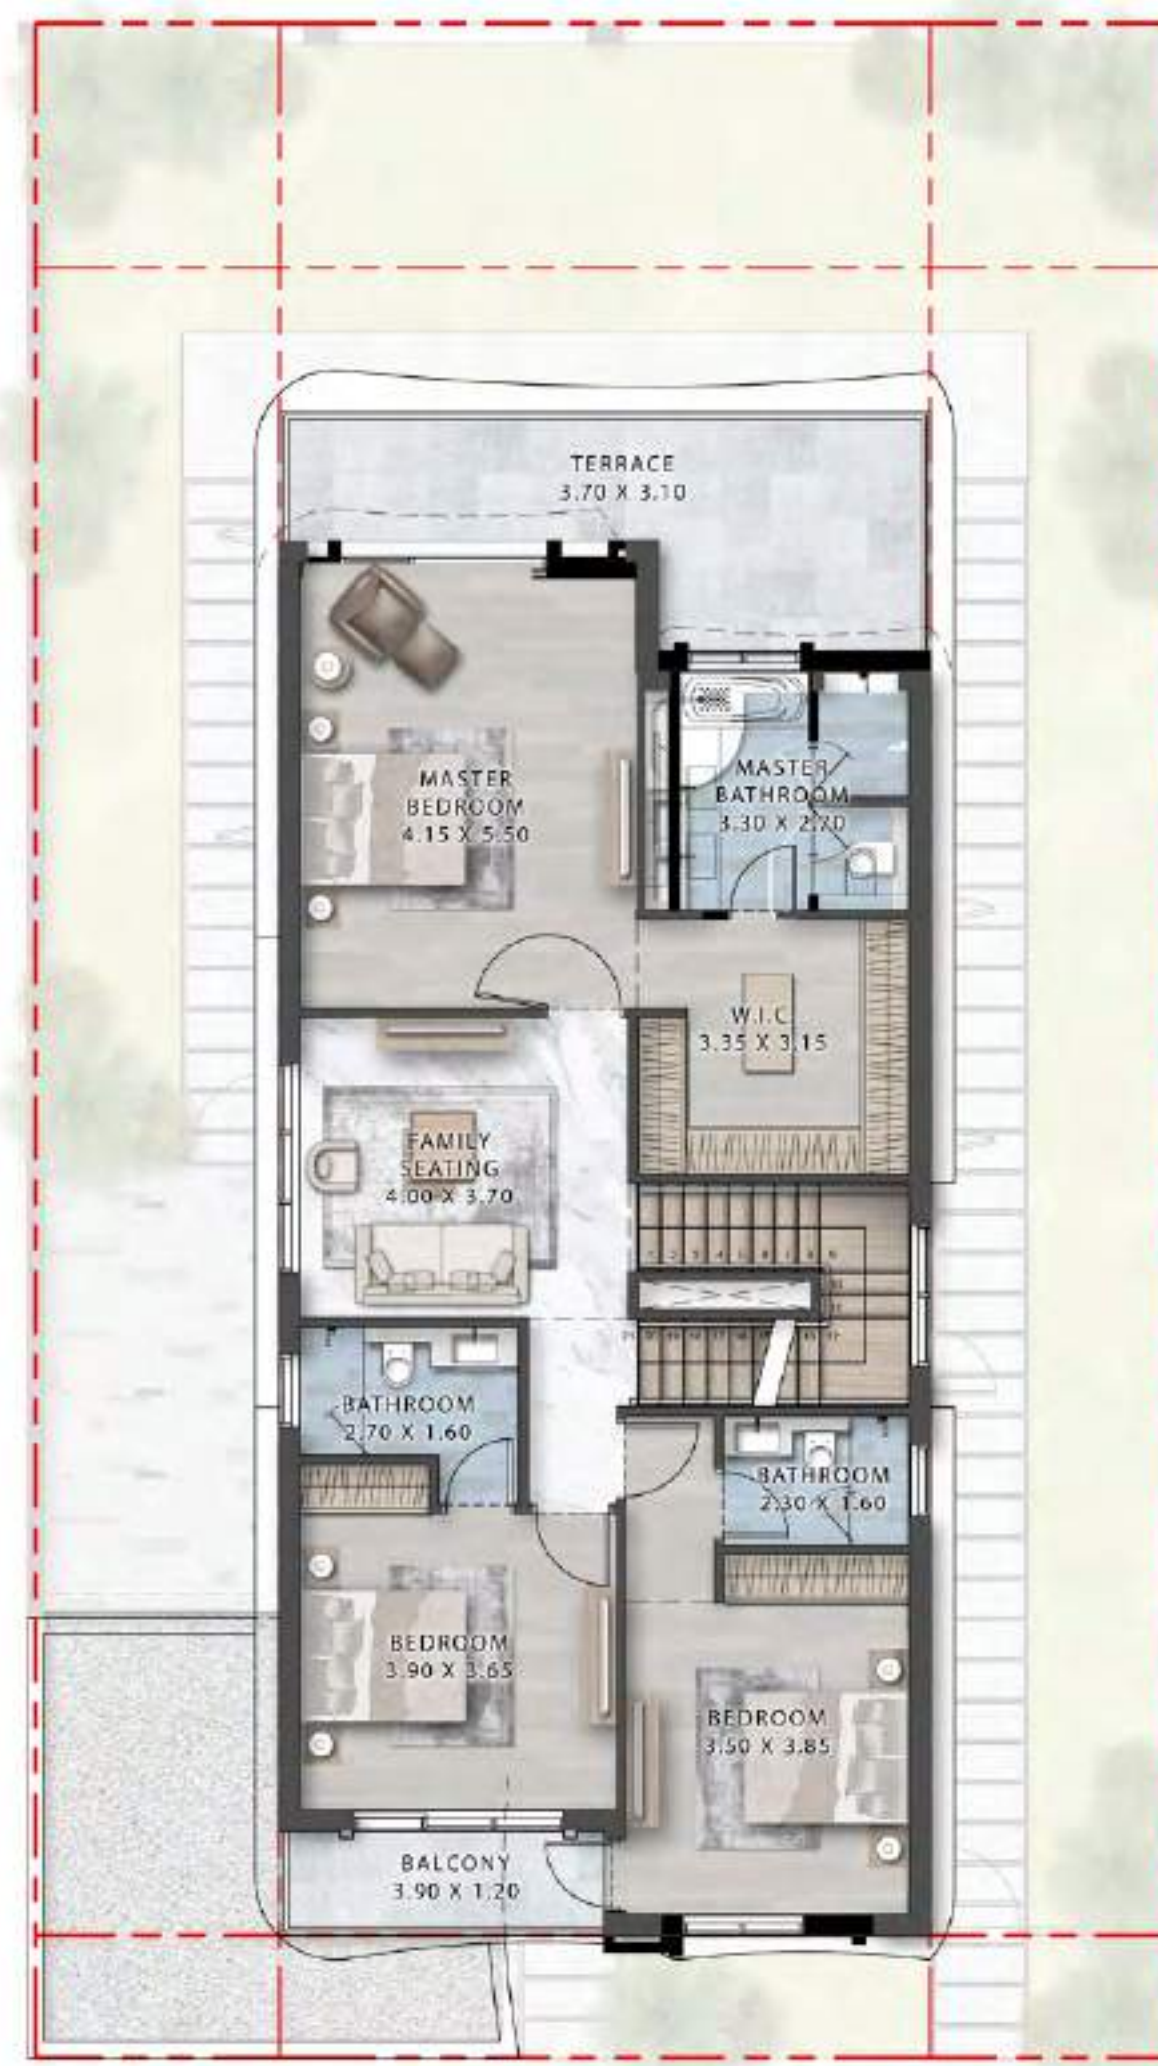 TERRACE
3.70 X 3.10
MASTER
BEDROOM
4.15 X 5.50
MASTER
BATHROOM
3.30 X 2.70
W.I.C
3.35 X 3.15
FAMILY
SEATING
4.00 X 3.70
BATHROOM
2.70 X 1.60
BATHROOM
2.30 X 1.60
BEDROOM
3.90 X 3.65
BEDROOM
3.50 X 3.85
BALCONY
3.90 X 1.20